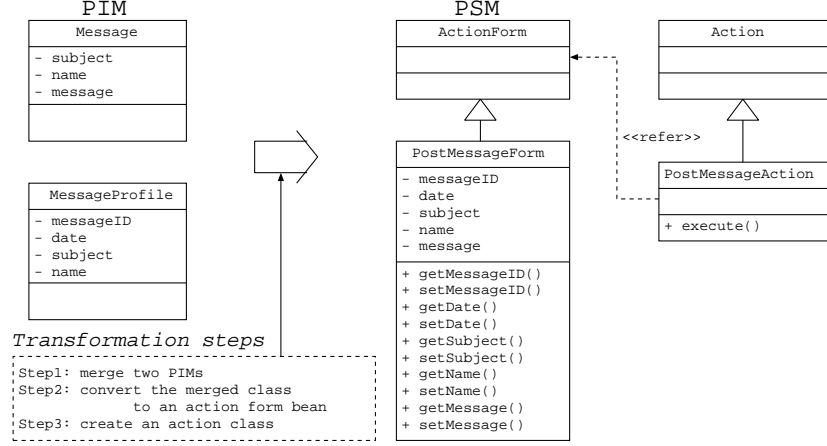 PIM
Message
- subject
- name
- message
MessageProfile
- messageID
- date
- subject
- name
Transformation steps
Step1: merge two PIMs
Step2: convert the merged class
to an action form bean
Step3: create an action class
PSM
ActionForm
Action
<<refer>>
PostMessageForm
- messageID
- date
- subject
- name
- message
+ getMessageID()
+ setMessageID()
+ getDate()
+ setDate()
+ getSubject()
+ setSubject()
+ getName()
+ setName()
+ getMessage()
+ setMessage()
PostMessageAction
+ execute()